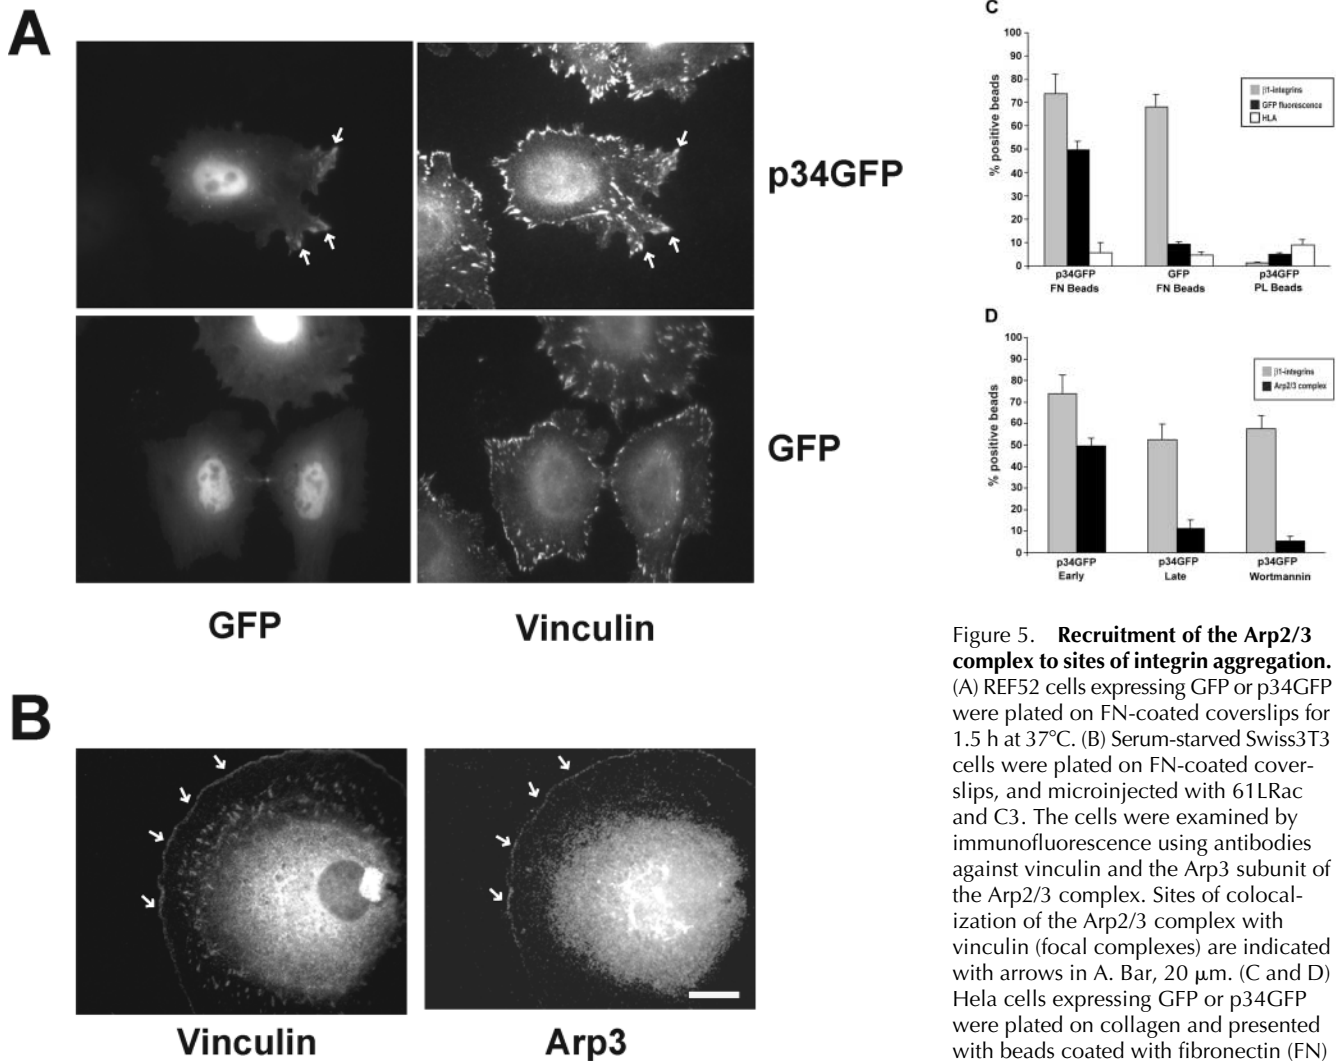 A
p34GFP
GFP
GFP
Vinculin
B
Vinculin
Arp3
C
100
90
80
70
60
50
40
30
20
10
0
% positive beads
β1-integrins
GFP fluorescence
HLA
p34GFP
FN Beads
GFP
FN Beads
p34GFP
PL Beads
D
100
90
80
70
60
50
40
30
20
10
0
% positive beads
β1-integrins
Arp2/3 complex
p34GFP
Early
p34GFP
Late
p34GFP
Wortmannin
Figure 5. Recruitment of the Arp2/3
complex to sites of integrin aggregation.
(A) REF52 cells expressing GFP or p34GFP
were plated on FN-coated coverslips for
1.5 h at 37°C. (B) Serum-starved Swiss3T3
cells were plated on FN-coated cover-
slips, and microinjected with 61LRac
and C3. The cells were examined by
immunofluorescence using antibodies
against vinculin and the Arp3 subunit of
the Arp2/3 complex. Sites of colocal-
ization of the Arp2/3 complex with
vinculin (focal complexes) are indicated
with arrows in A. Bar, 20 μm. (C and D)
Hela cells expressing GFP or p34GFP
were plated on collagen and presented
with beads coated with fibronectin (FN)